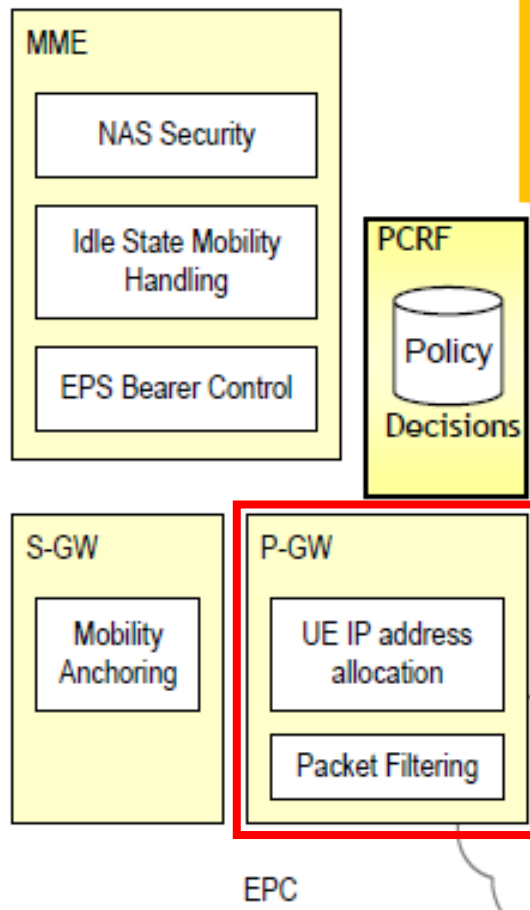 MME
NAS Security
Idle State Mobility
Handling
EPS Bearer Control
PCRF
Policy
Decisions
S-GW
Mobility
Anchoring
P-GW
UE IP address
allocation
Packet Filtering
EPC